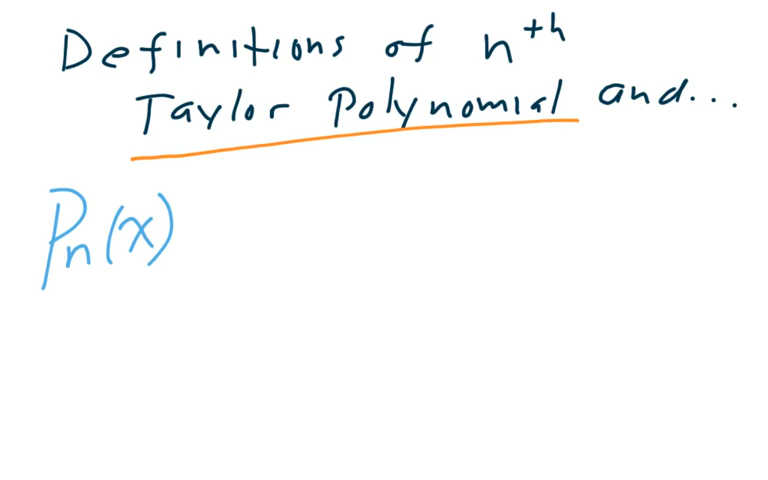 Definitions of nth
Taylor Polynomial and...
Pn(x)